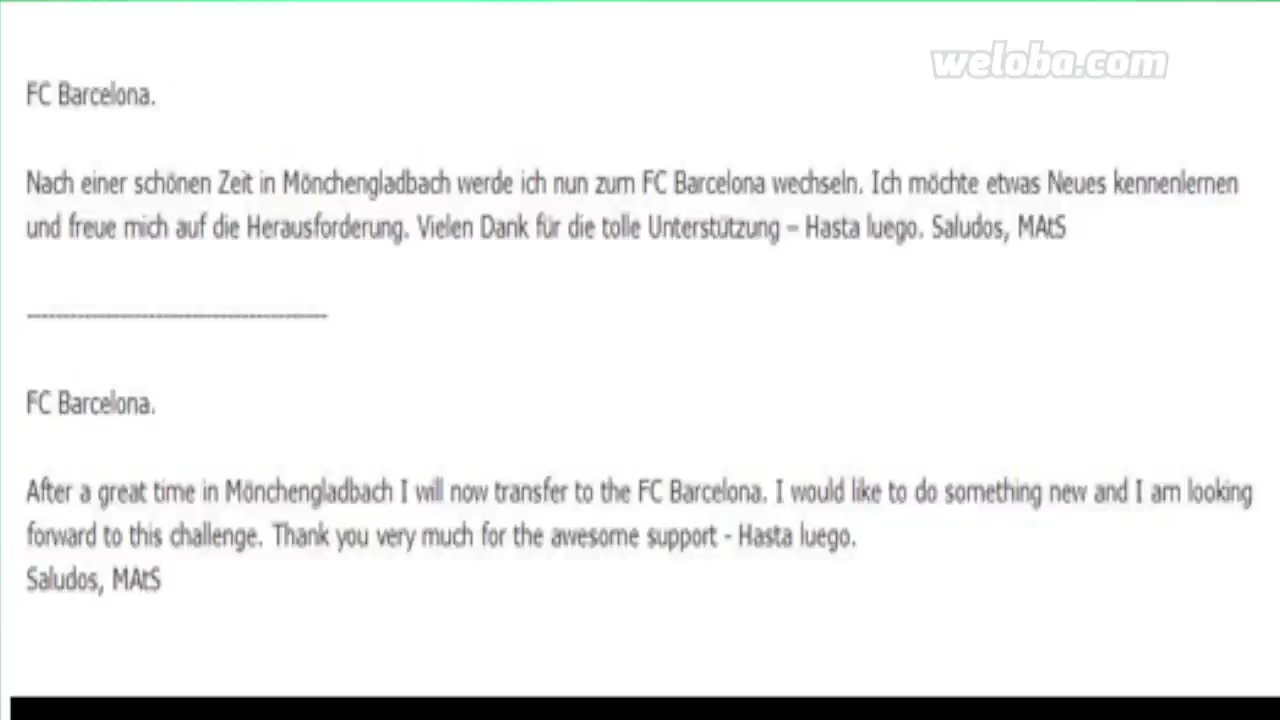 weloba.com
FC Barcelona.
Nach einer schönen Zeit in Mönchengladbach werde ich nun zum FC Barcelona wechseln. Ich möchte etwas Neues kennenlernen
und freue mich auf die Herausforderung. Vielen Dank für die tolle Unterstützung – Hasta luego. Saludos, MAtS
----------------------------------------------------
FC Barcelona.
After a great time in Mönchengladbach I will now transfer to the FC Barcelona. I would like to do something new and I am looking
forward to this challenge. Thank you very much for the awesome support - Hasta luego.
Saludos, MAtS